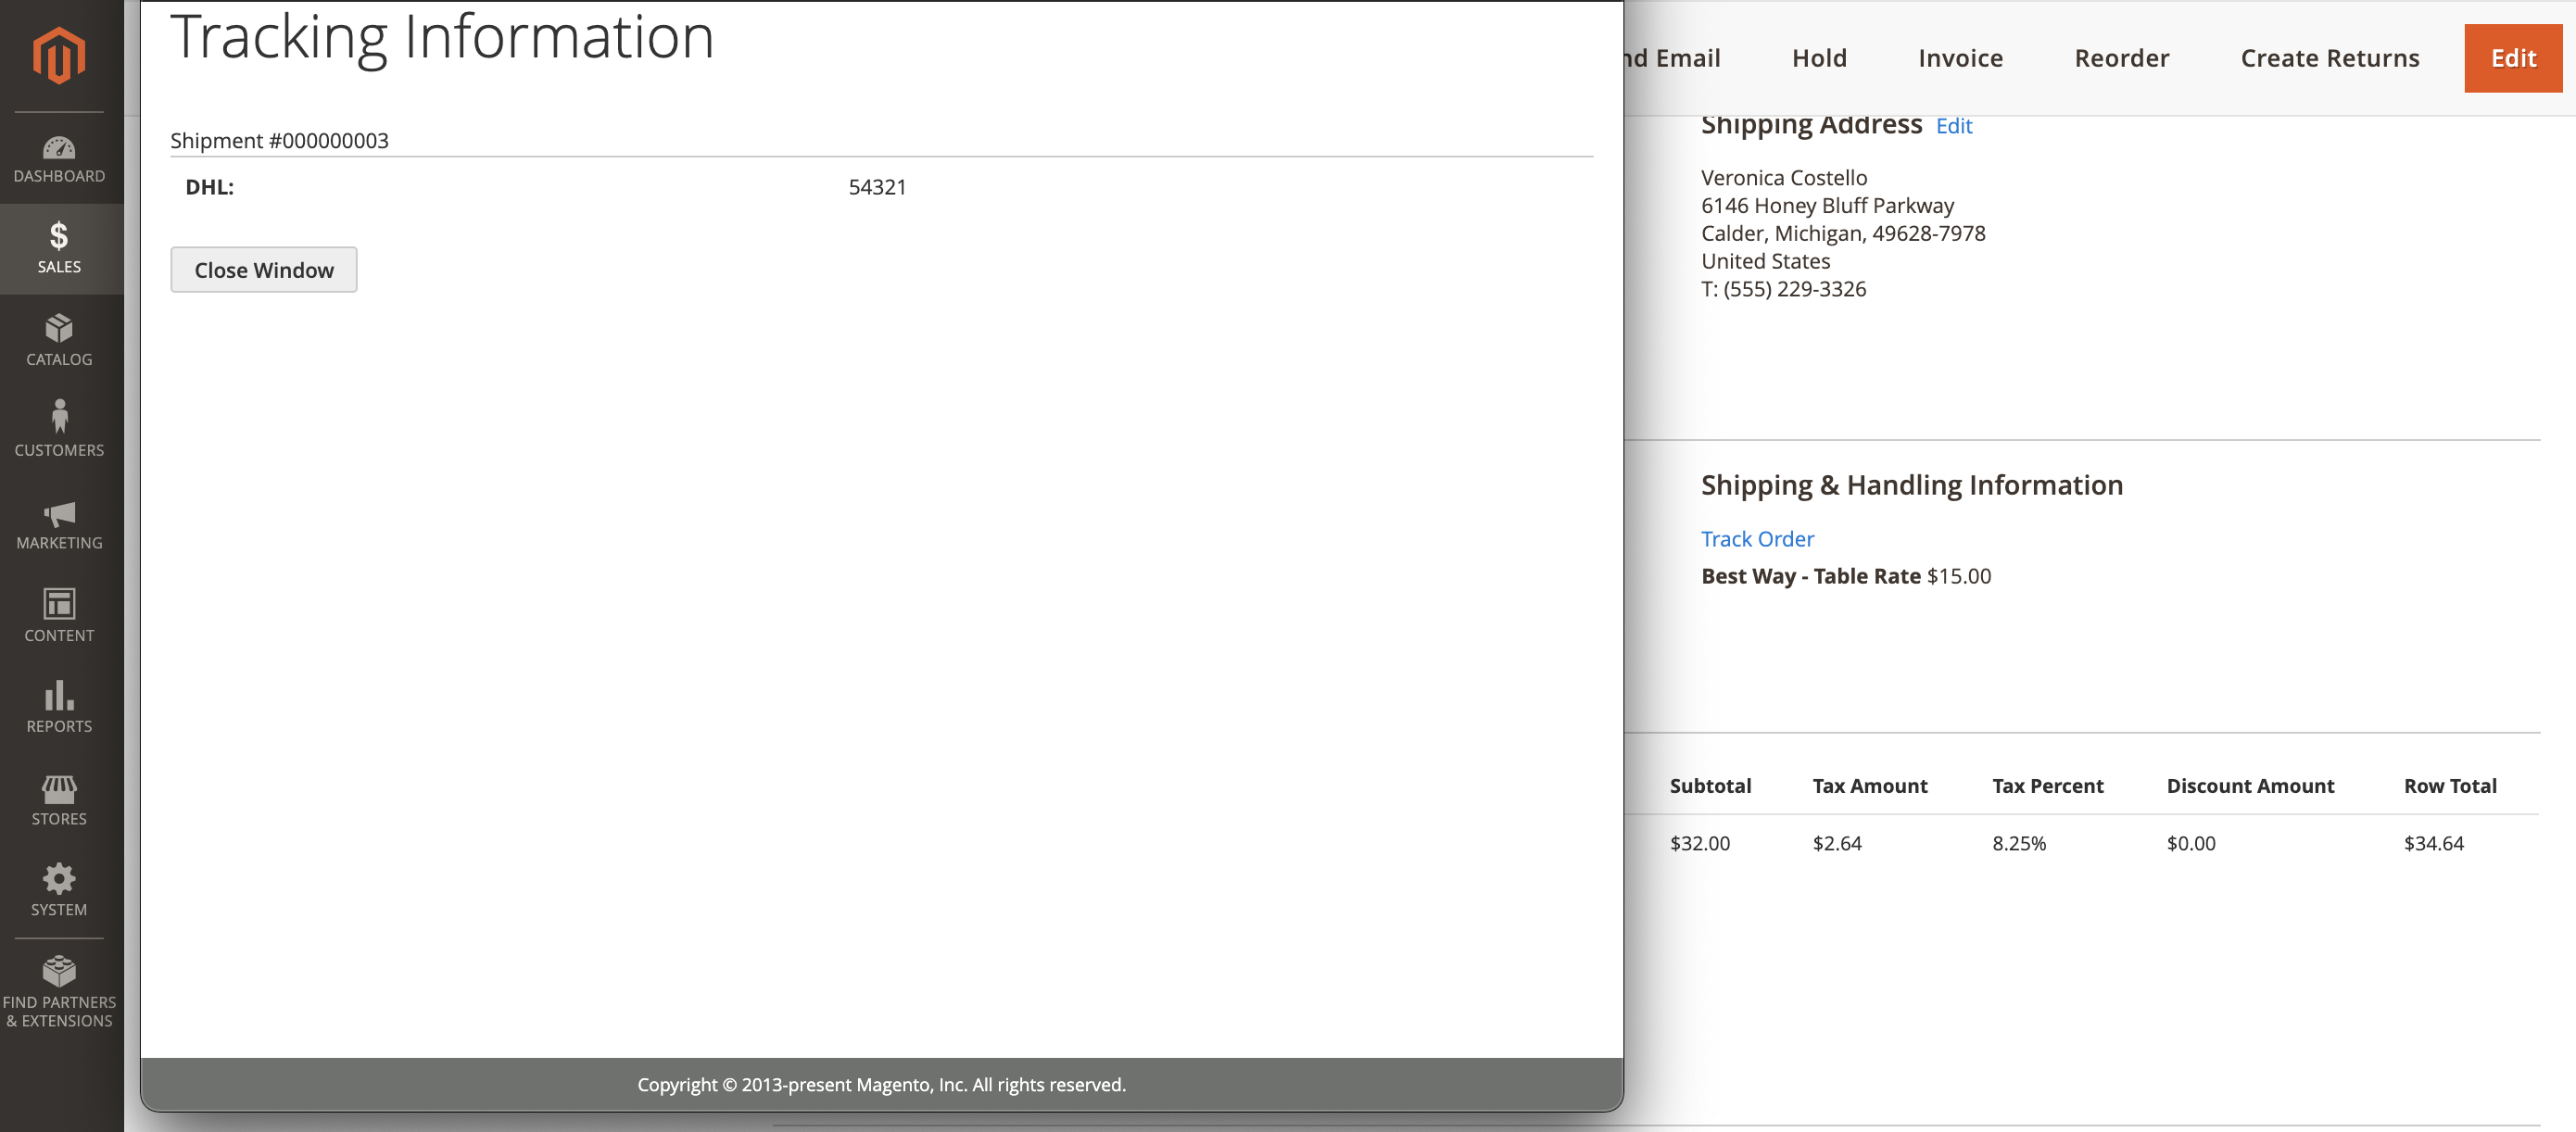 DASHBOARD
SALES
CATALOG
CUSTOMERS
MARKETING
CONTENT
REPORTS
STORES
SYSTEM
FIND PARTNERS
& EXTENSIONS
Tracking Information
Shipment #000000003
DHL: 54321
Close Window
Copyright © 2013-present Magento, Inc. All rights reserved.
Email Hold Invoice Reorder Create Returns Edit
Shipping Address Edit
Veronica Costello
6146 Honey Bluff Parkway
Calder, Michigan, 49628-7978
United States
T: (555) 229-3326
Shipping & Handling Information
Track Order
Best Way - Table Rate $15.00
Subtotal Tax Amount Tax Percent Discount Amount Row Total
$32.00 $2.64 8.25% $0.00 $34.64